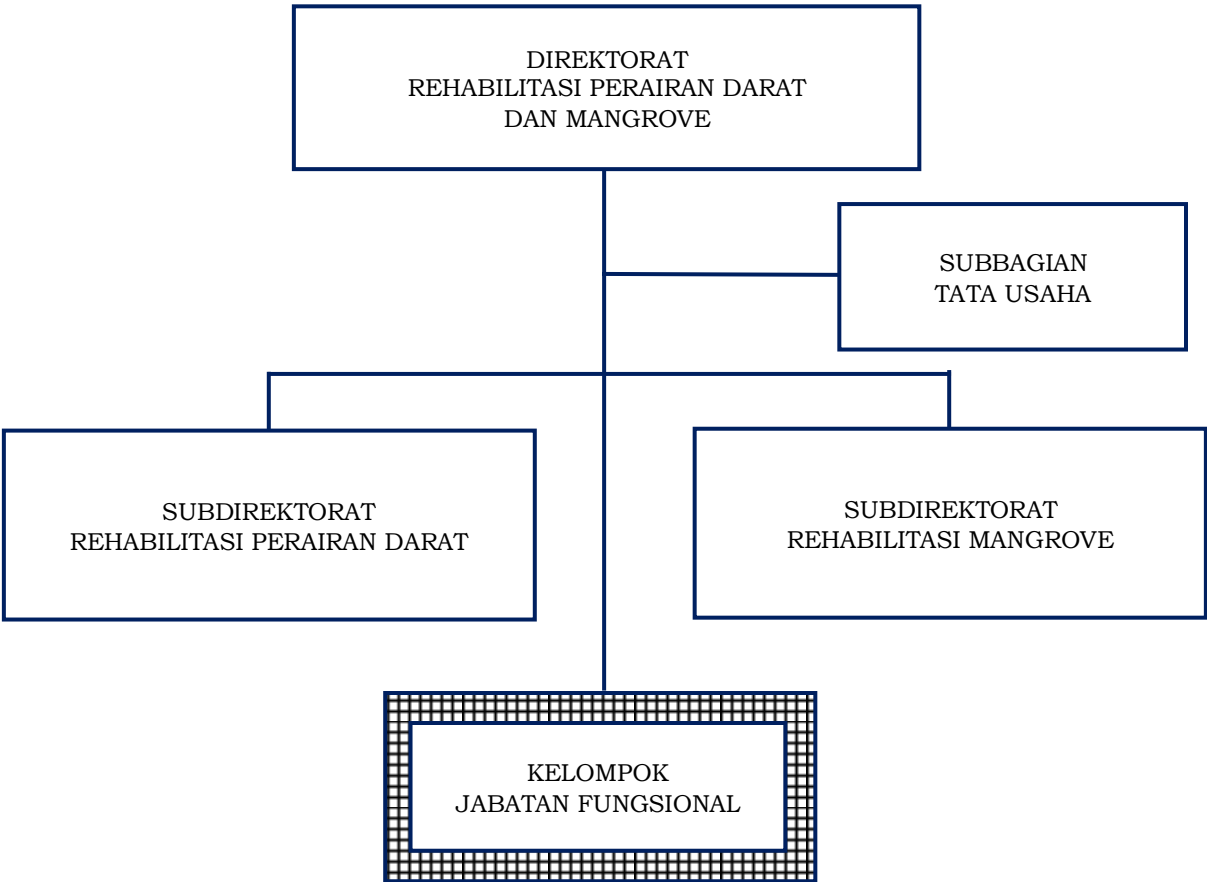 DIREKTORAT
REHABILITASI PERAIRAN DARAT
DAN MANGROVE
SUBBAGIAN
TATA USAHA
SUBDIREKTORAT
REHABILITASI PERAIRAN DARAT
SUBDIREKTORAT
REHABILITASI MANGROVE
KELOMPOK
JABATAN FUNGSIONAL